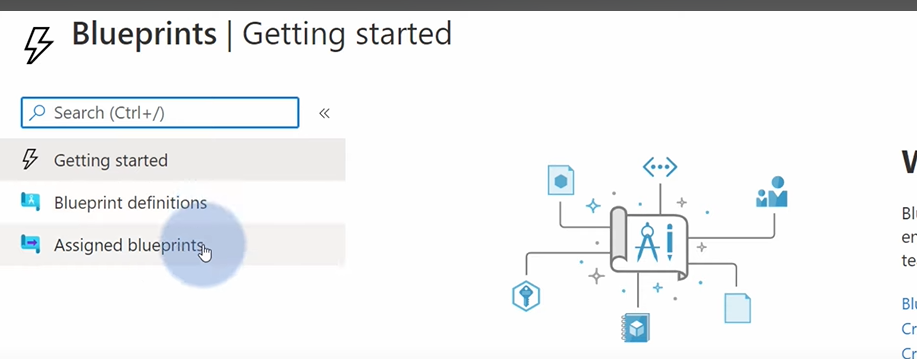 Blueprints | Getting started
Search (Ctrl+/)
«
Getting started
Blueprint definitions
Assigned blueprints